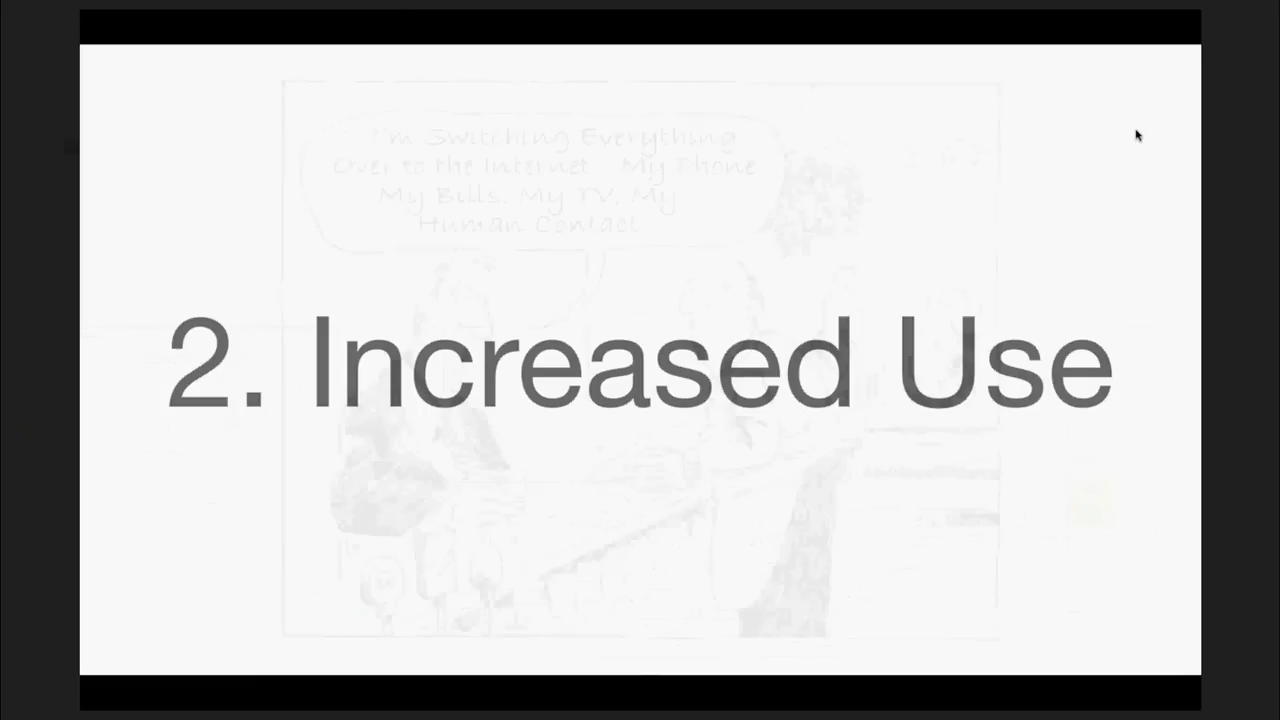 I'm Switching Everything
Over to the Internet My Phone
My Bills, My TV, My
Human Contact
2. Increased Use